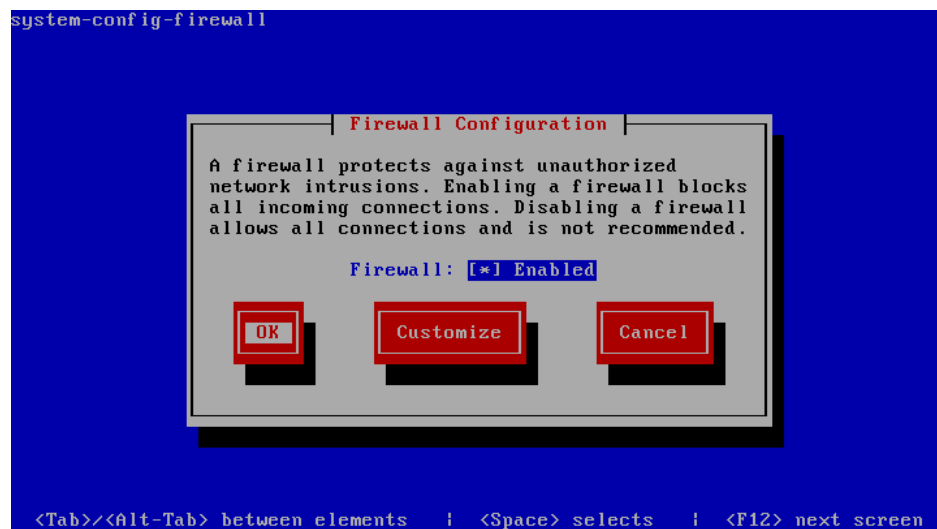 system-config-firewall
Firewall Configuration
A firewall protects against unauthorized
network intrusions. Enabling a firewall blocks
all incoming connections. Disabling a firewall
allows all connections and is not recommended.
Firewall: [*] Enabled
OK Customize Cancel
<Tab>/<Alt-Tab> between elements | <Space> selects | <F12> next screen